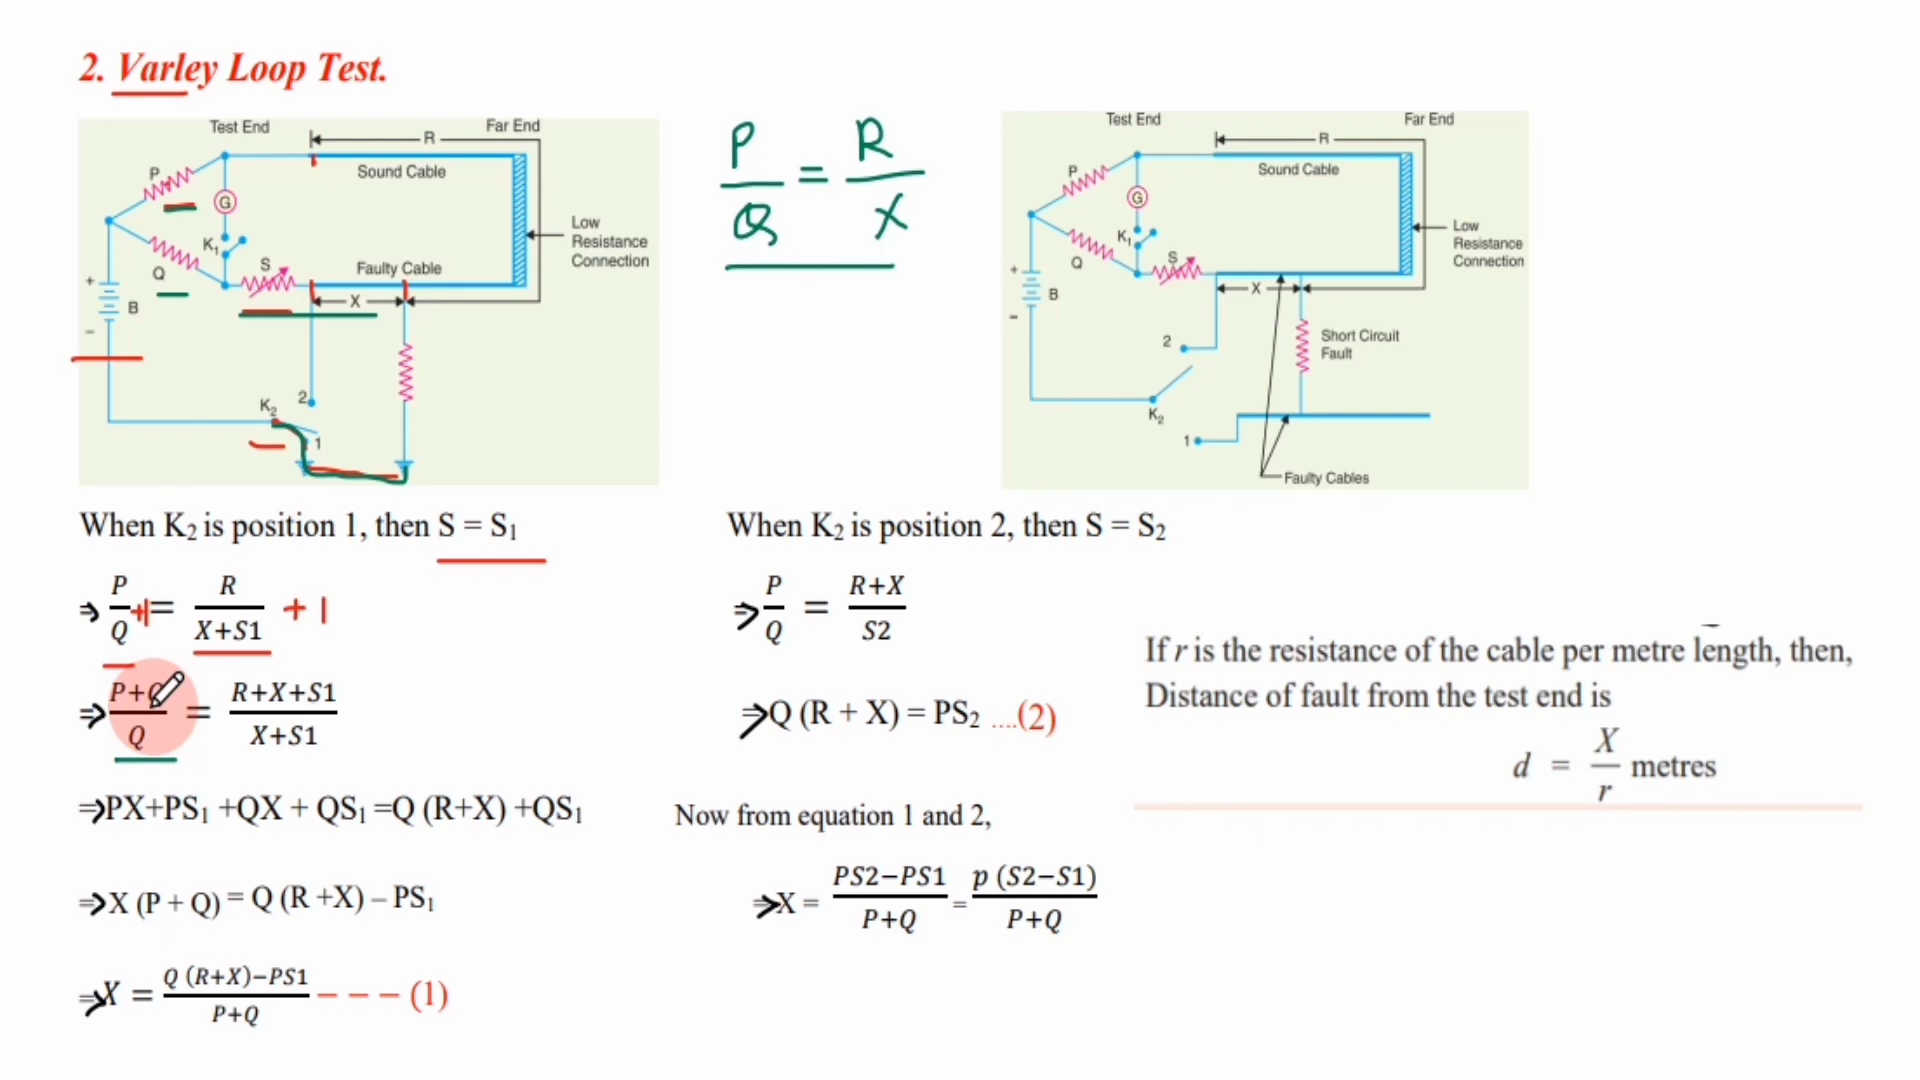 2. Varley Loop Test.
Test End
Far End
R
Sound Cable
P
G
K1
Q
S
Faulty Cable
X
Low
Resistance
Connection
+
B
−
2
K2
1
P/Q = R/X
Test End
Far End
R
Sound Cable
P
G
K1
Q
S
X
Low
Resistance
Connection
+
B
-
2
Short Circuit
Fault
K2
1
Faulty Cables
When K2 is position 1, then S = S1
⇒ P/Q +1 = R/(X+S1) + 1
⇒ P+Q/Q = R+X+S1/X+S1
⇒PX+PS1 +QX + QS1 =Q (R+X) +QS1
⇒X (P + Q) = Q (R +X) – PS1
⇒X = Q (R+X)−PS1/P+Q − − − (1)
When K2 is position 2, then S = S2
⇒ P/Q = R+X/S2
⇒Q (R + X) = PS2 ....(2)
Now from equation 1 and 2,
⇒X = PS2−PS1/P+Q = p (S2−S1)/P+Q
If r is the resistance of the cable per metre length, then,
Distance of fault from the test end is
d = X/r metres